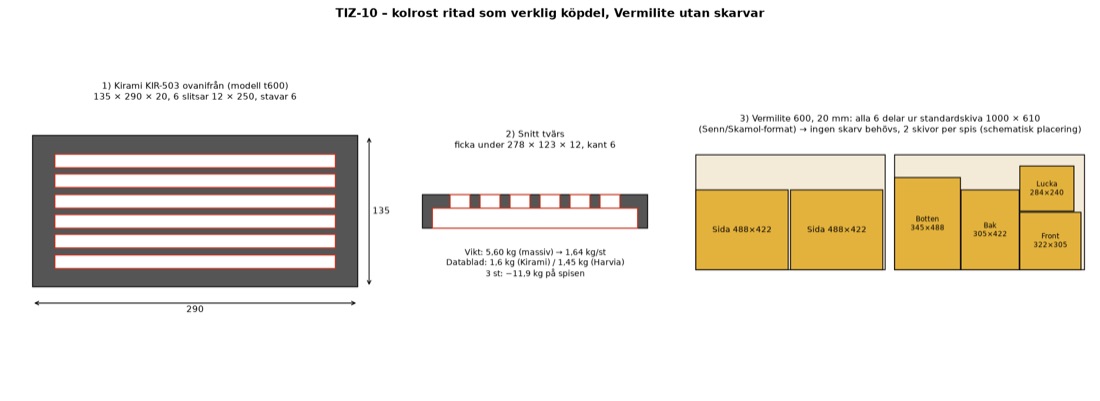 TIZ-10 – kolrost ritad som verklig köpdel, Vermilite utan skarvar
1) Kirami KIR-503 ovanifrån (modell t600)
135 × 290 × 20, 6 slitsar 12 × 250, stavar 6
135
290
2) Snitt tvärs
ficka under 278 × 123 × 12, kant 6
Vikt: 5,60 kg (massiv) → 1,64 kg/st
Datablad: 1,6 kg (Kirami) / 1,45 kg (Harvia)
3 st: −11,9 kg på spisen
3) Vermilite 600, 20 mm: alla 6 delar ur standardskiva 1000 × 610
(Senn/Skamol-format) → ingen skarv behövs, 2 skivor per spis (schematisk placering)
Sida 488×422
Sida 488×422
Botten
345×488
Bak
305×422
Lucka
284×240
Front
322×305